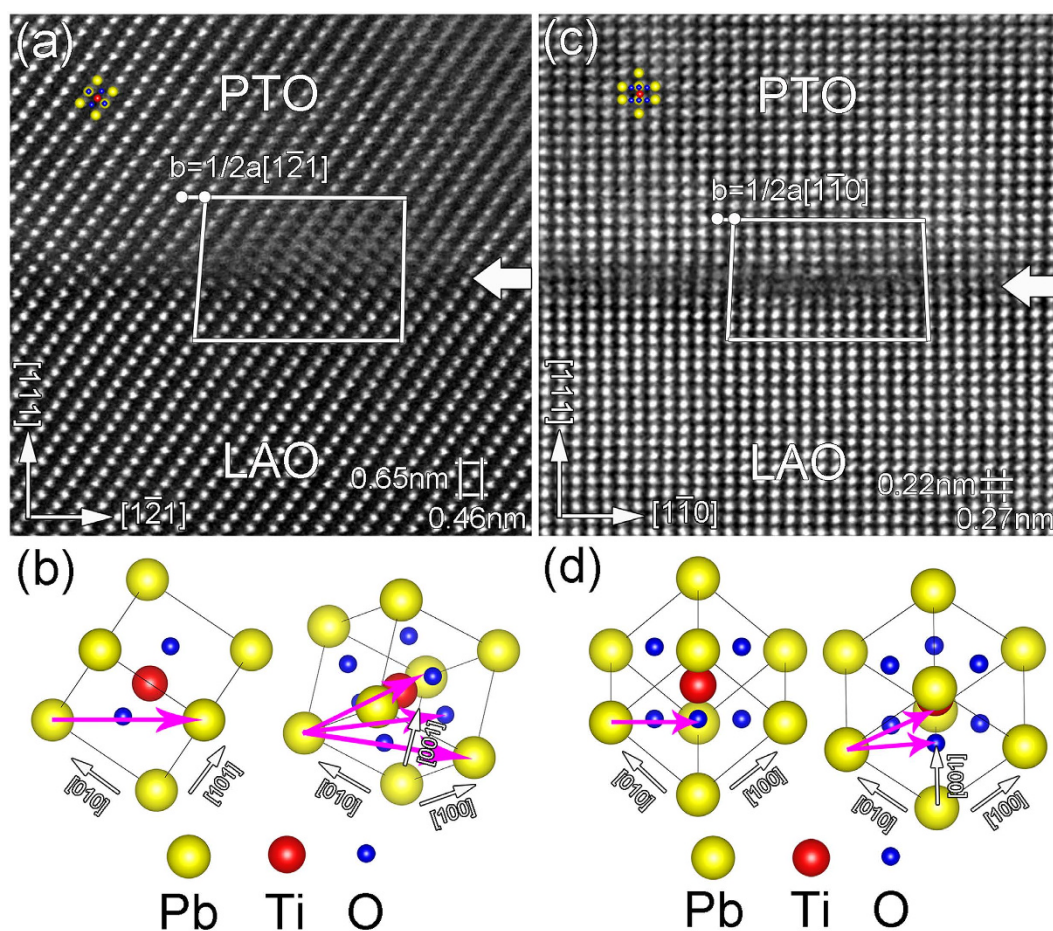 (a)
PTO
b=1/2a[12̅1]
[111]
LAO
0.65nm
0.46nm
[12̅1]
(c)
PTO
b=1/2a[11̅0]
[111]
LAO
0.22nm
0.27nm
[11̅0]
(b)
[010]
[101]
[010]
[001]
[100]
Pb Ti O
(d)
[010]
[100]
[010]
[001]
[100]
Pb Ti O